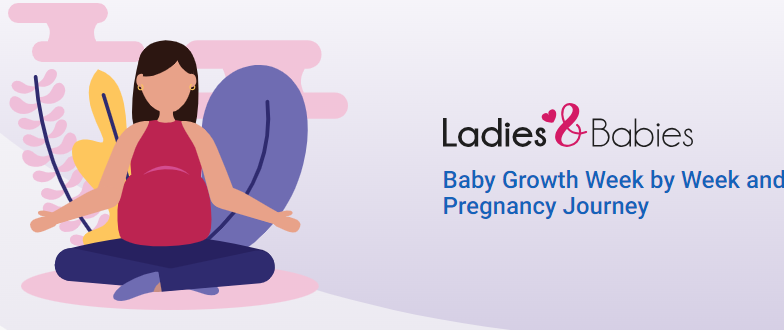 Ladies & Babies
Baby Growth Week by Week and
Pregnancy Journey